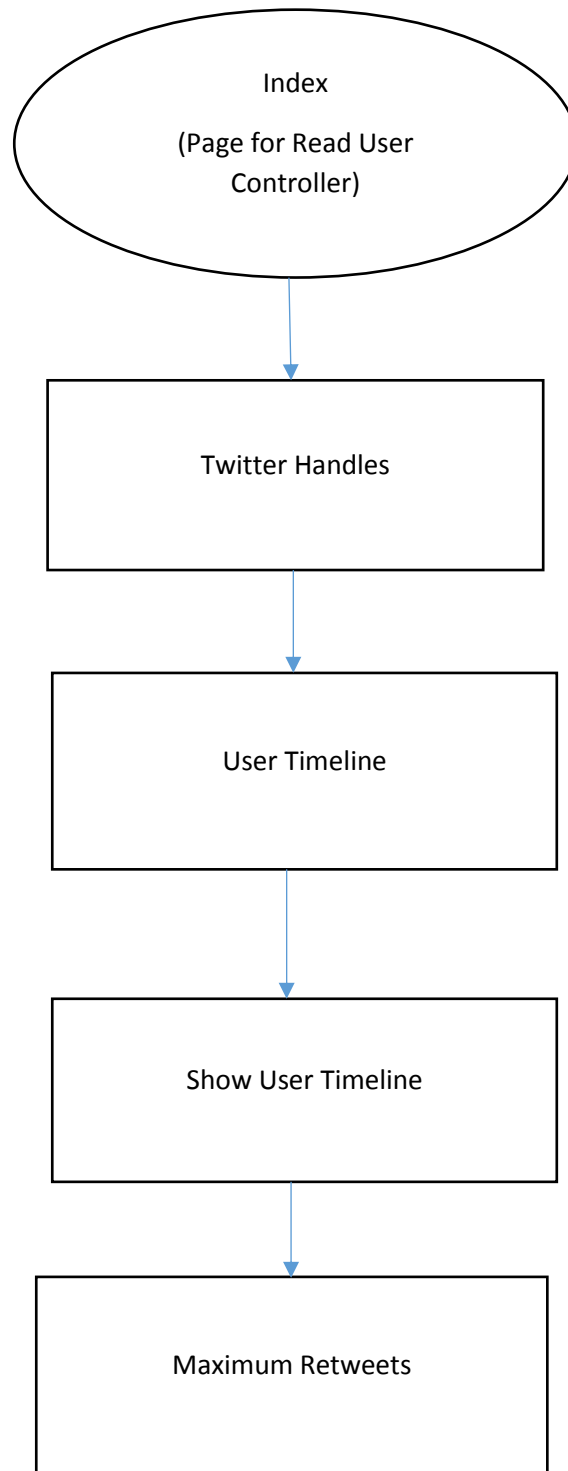 Index
(Page for Read User
Controller)
Twitter Handles
User Timeline
Show User Timeline
Maximum Retweets